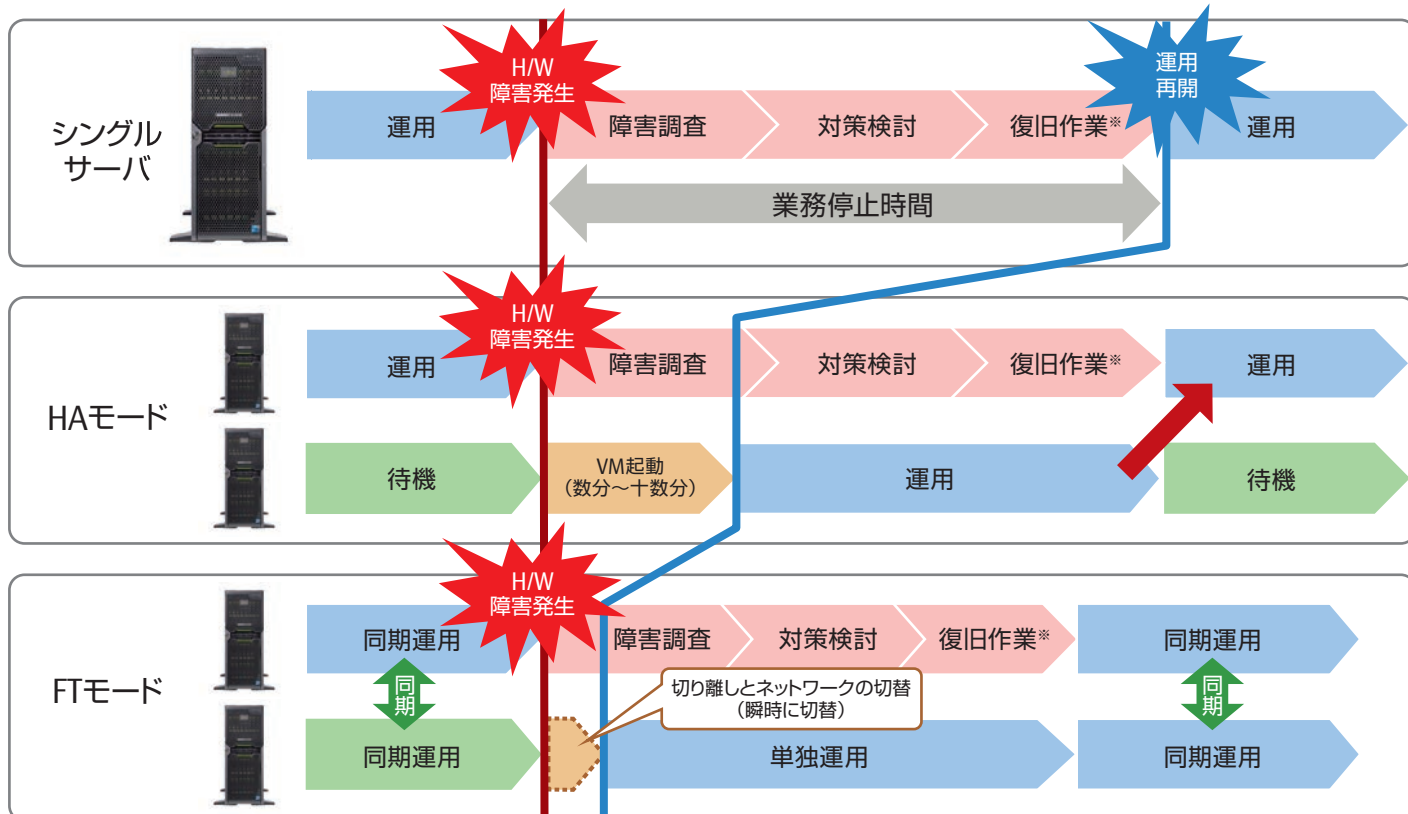 シングル
サーバ
運用
H/W
障害発生
障害調査
対策検討
復旧作業※
運用
再開
運用
業務停止時間
HAモード
運用
H/W
障害発生
障害調査
対策検討
復旧作業※
運用
待機
VM起動
（数分～十数分）
運用
待機
FTモード
同期運用
H/W
障害発生
障害調査
対策検討
復旧作業※
同期運用
同期
切り離しとネットワークの切替
（瞬時に切替）
同期
同期運用
単独運用
同期運用